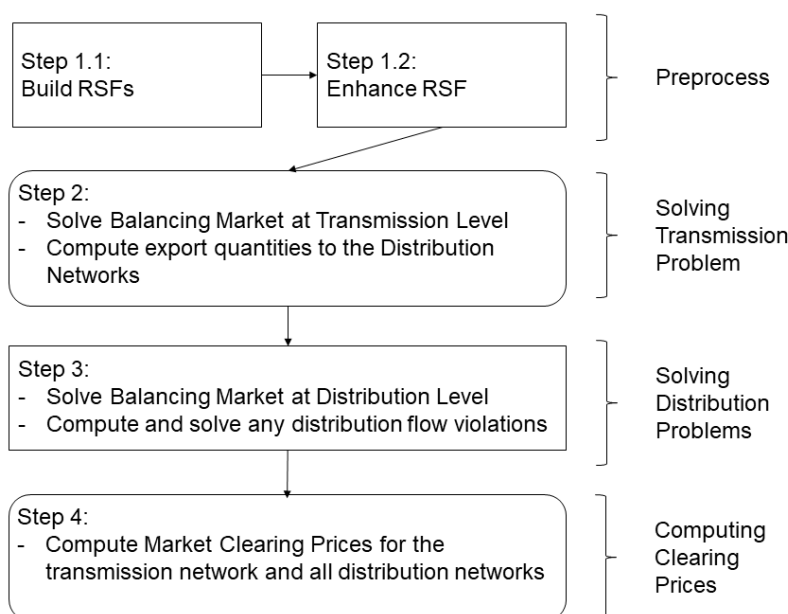 Step 1.1:
Build RSFs
Step 1.2:
Enhance RSF
Preprocess
Step 2:
- Solve Balancing Market at Transmission Level
- Compute export quantities to the Distribution
Networks
Solving
Transmission
Problem
Step 3:
- Solve Balancing Market at Distribution Level
- Compute and solve any distribution flow violations
Solving
Distribution
Problems
Step 4:
- Compute Market Clearing Prices for the
transmission network and all distribution networks
Computing
Clearing
Prices